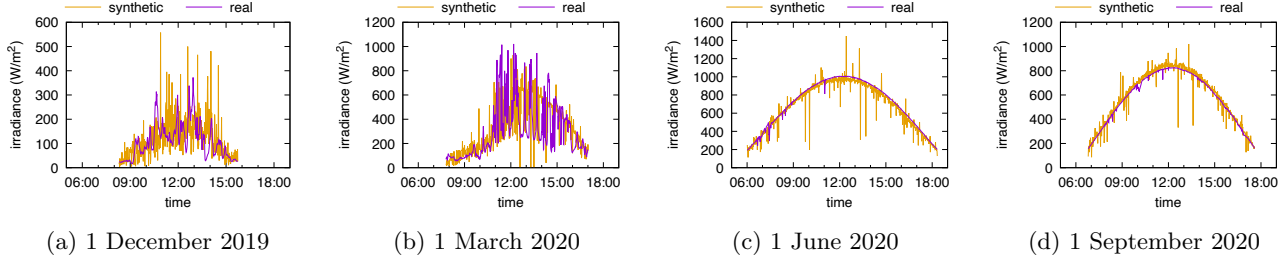 synthetic real
irradiance (W/m²)
600
500
400
300
200
100
0
06:00 09:00 12:00 15:00 18:00
time
(a) 1 December 2019
synthetic real
irradiance (W/m²)
1200
1000
800
600
400
200
0
06:00 09:00 12:00 15:00 18:00
time
(b) 1 March 2020
synthetic real
irradiance (W/m²)
1600
1400
1200
1000
800
600
400
200
0
06:00 09:00 12:00 15:00 18:00
time
(c) 1 June 2020
synthetic real
irradiance (W/m²)
1200
1000
800
600
400
200
0
06:00 09:00 12:00 15:00 18:00
time
(d) 1 September 2020